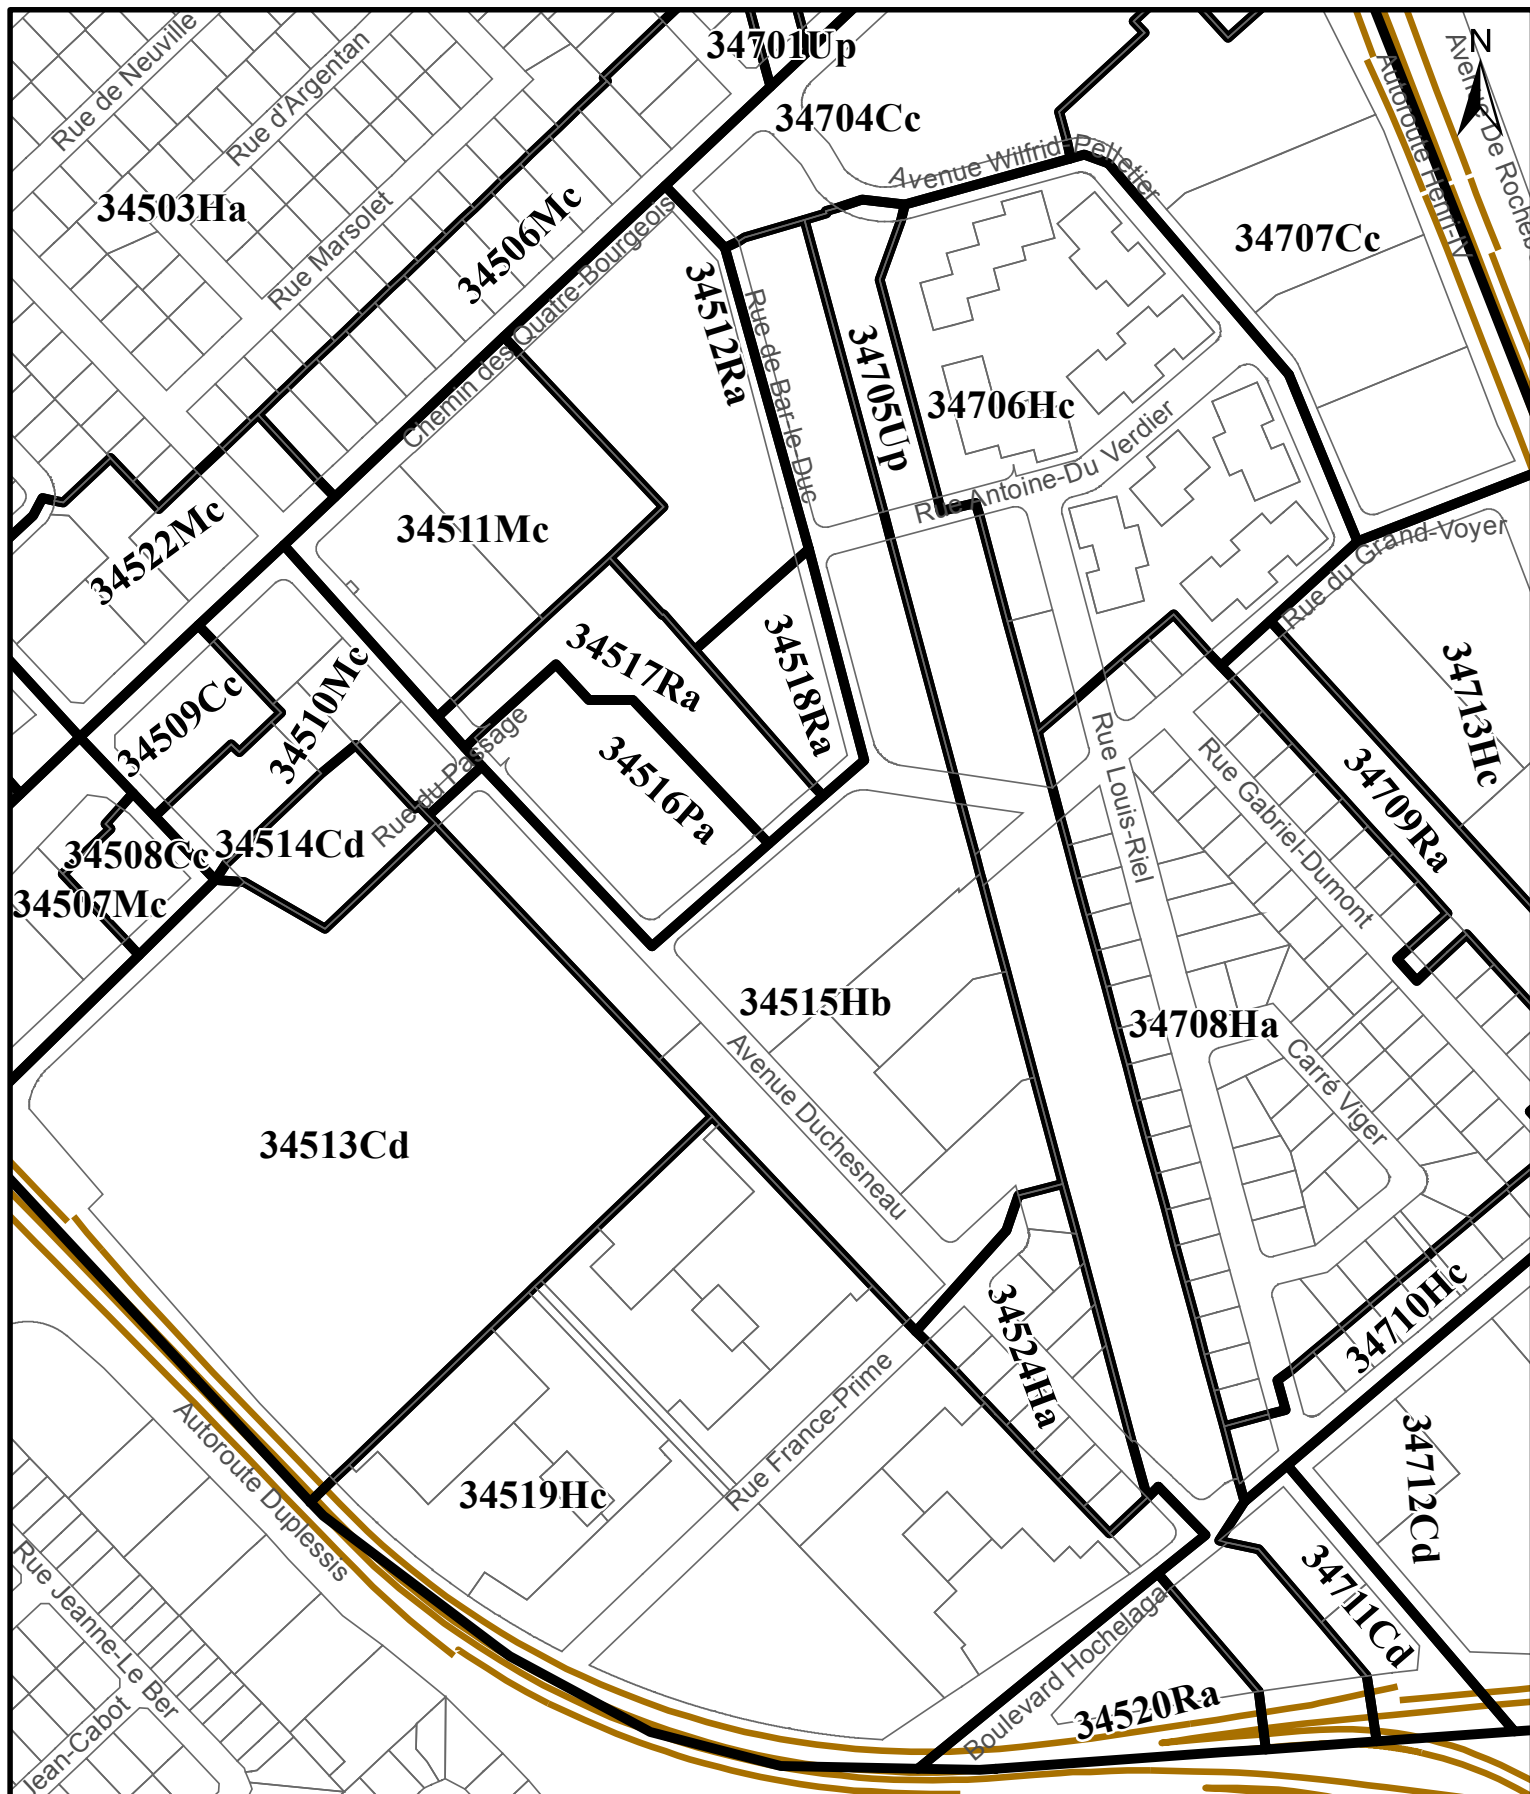 34701Up
N
Rue de Neuville
Rue d'Argentan
34704Cc
Autoroute Henri-IV
Avenue Wilfrid-Pelletier
34503Ha
Rue Marsolet
34506Mc
34707Cc
Chemin des Quatre-Bourgeois
34512Ra
Rue de Bar-le-Duc
34705Up
34706Hc
Rue Antoine-Du Verdier
34522Mc
34511Mc
Rue du Grand-Voyer
34509Cc
34510Mc
34517Ra
34518Ra
34713Hc
Rue du Passage
34516Pa
Rue Louis-Riel
Rue Gabriel-Dumont
34709Ra
34508Cc
34514Cd
34507Mc
34515Hb
34708Ha
Carré Viger
Avenue Duchesneau
34513Cd
34524Ha
34710Hc
Rue France-Prime
Autoroute Duplessis
34519Hc
34712Cd
Rue Jeanne-Le Ber
34711Cd
Boulevard Hochelaga
34520Ra
Jean-Cabot